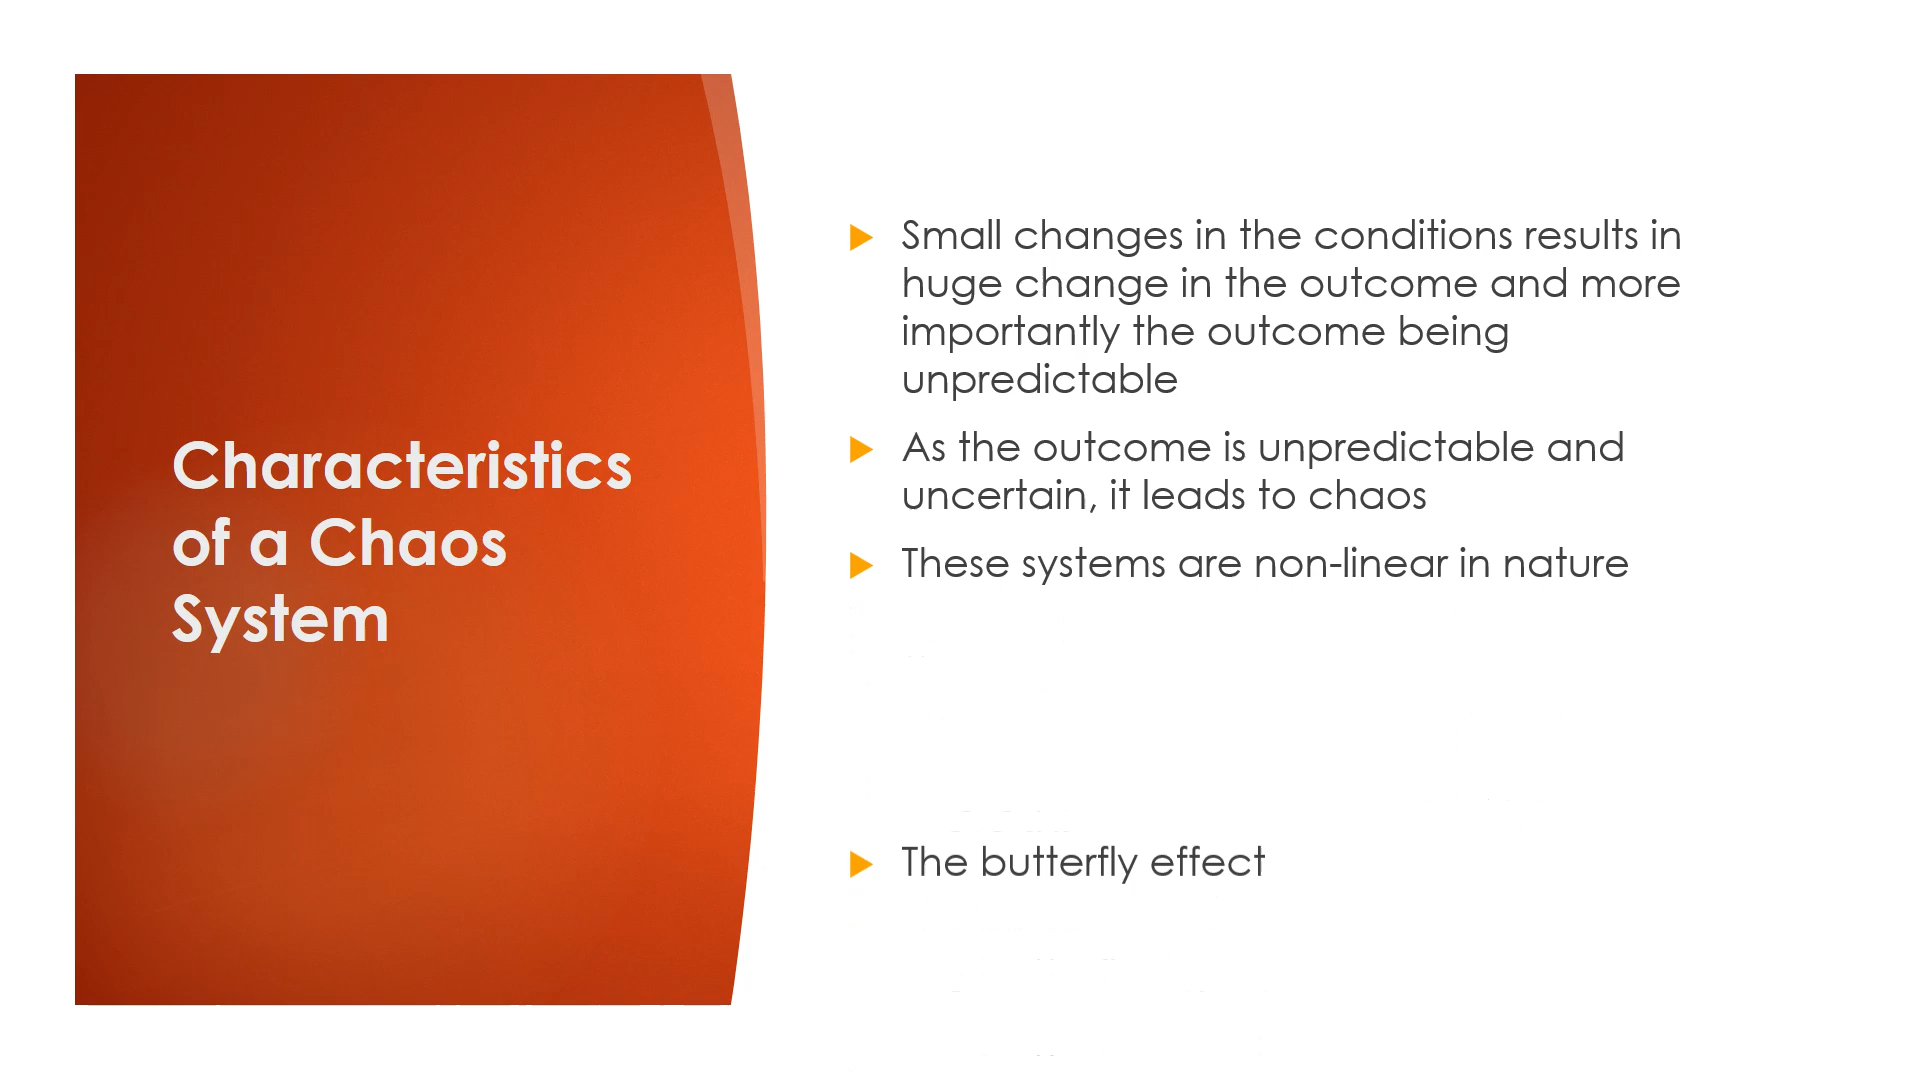 Characteristics
of a Chaos
System
Small changes in the conditions results in
huge change in the outcome and more
importantly the outcome being
unpredictable
As the outcome is unpredictable and
uncertain, it leads to chaos
These systems are non-linear in nature
The butterfly effect